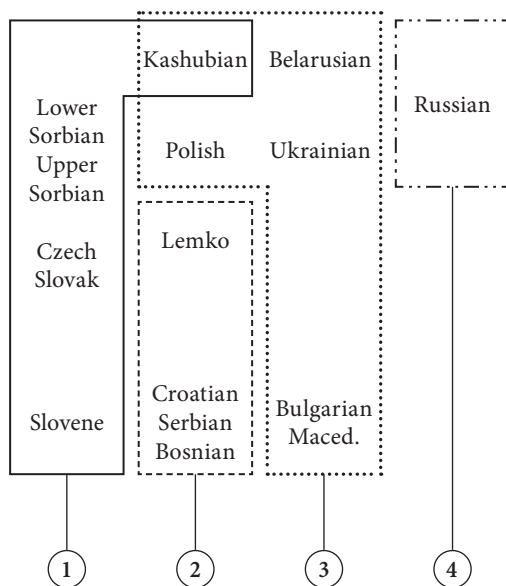 Kashubian
Belarusian
Russian
Lower
Sorbian
Upper
Sorbian
Polish
Ukrainian
Czech
Slovak
Lemko
Slovene
Croatian
Serbian
Bosnian
Bulgarian
Maced.
1
2
3
4